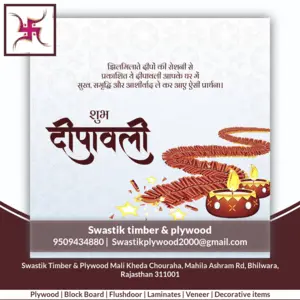 झिलमिलाते दीपों की रोशनी से
प्रकाशित ये दीपावली आपके घर में
सुख, समृद्धि और आशीर्वाद ले कर आए ऐसी प्रार्थना।
शुभ
दीपावली
Swastik timber & plywood
9509434880 | Swastikplywood2000@gmail.com
Swastik Timber & Plywood Mali Kheda Chouraha, Mahila Ashram Rd, Bhilwara,
Rajasthan 311001
Plywood | Block Board | Flushdoor | Laminates | Veneer | Decorative items